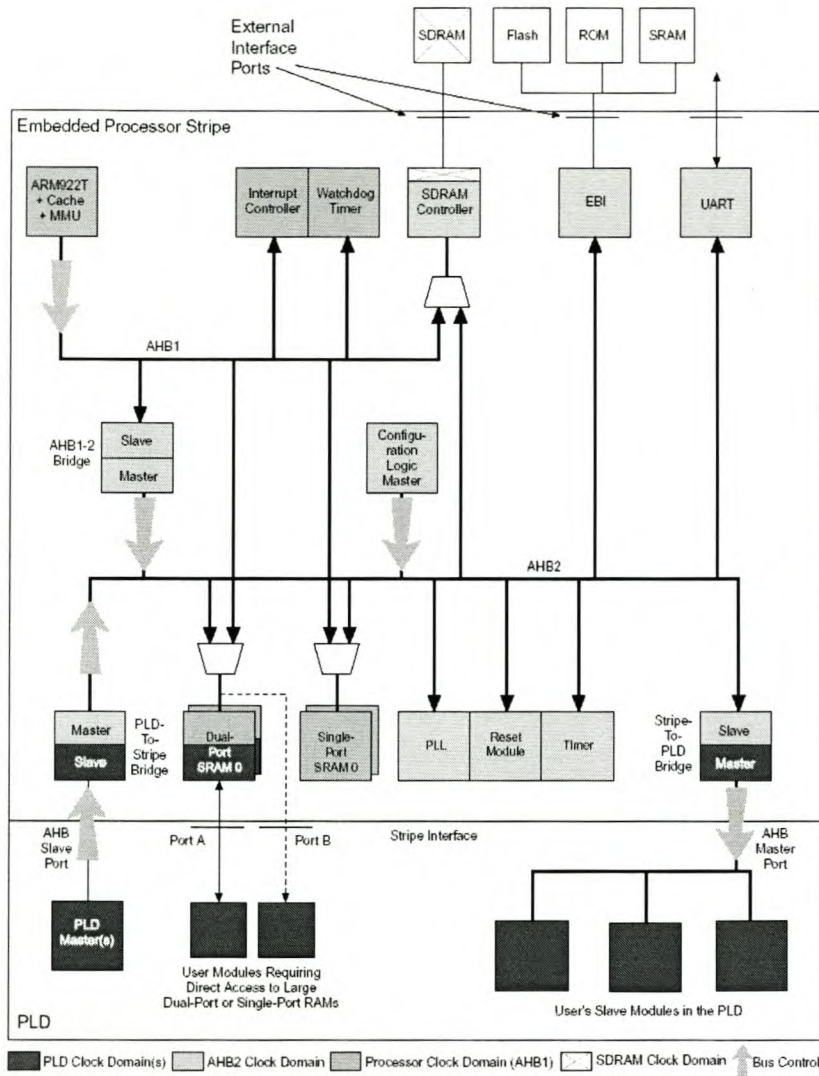 External
Interface
Ports
SDRAM
Flash
ROM
SRAM
Embedded Processor Stripe
ARM922T
+ Cache
+ MMU
Interrupt
Controller
Watchdog
Timer
SDRAM
Controller
EBI
UART
AHB1
AHB1-2
Bridge
Slave
Master
Configu-
ration
Logic
Master
AHB2
Master
Slave
PLD-
To-
Stripe
Bridge
Dual-
Port
SRAM 0
Single-
Port
SRAM 0
PLL
Reset
Module
Timer
Stripe-
To-
PLD
Bridge
Slave
Master
AHB
Slave
Port
Port A
Port B
Stripe Interface
AHB
Master
Port
PLD
Master(s)
User Modules Requiring
Direct Access to Large
Dual-Port or Single-Port RAMs
User's Slave Modules in the PLD
PLD
PLD Clock Domain(s)
AHB2 Clock Domain
Processor Clock Domain (AHB1)
SDRAM Clock Domain
Bus Control